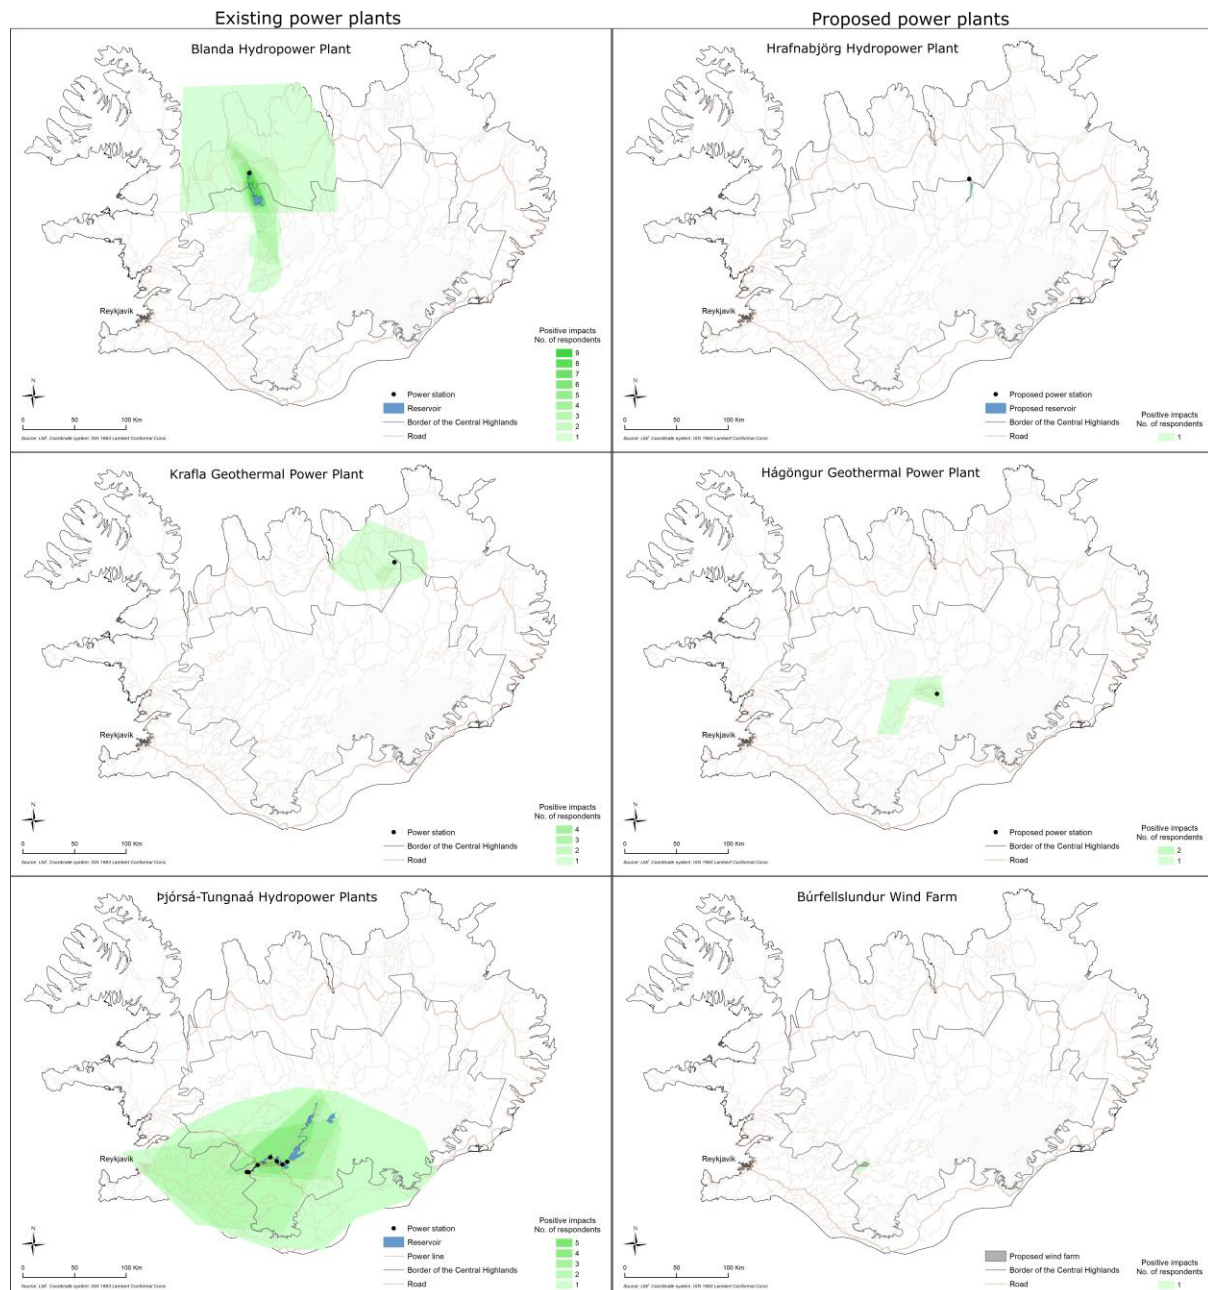 Existing power plants
Proposed power plants
Blanda Hydropower Plant
Reykjavik
Positive impacts
No. of respondents
9
8
7
6
5
4
3
2
1
Power station
Reservoir
Border of the Central Highlands
Road
N
0 50 100 Km
Hrafnabjörg Hydropower Plant
Reykjavik
Proposed power station
Proposed reservoir
Border of the Central Highlands
Road
Positive impacts
No. of respondents
1
N
0 50 100 Km
Krafla Geothermal Power Plant
Reykjavik
Positive impacts
No. of respondents
4
3
2
1
Power station
Border of the Central Highlands
Road
N
0 50 100 Km
Hágöngur Geothermal Power Plant
Reykjavik
Proposed power station
Border of the Central Highlands
Road
Positive impacts
No. of respondents
2
1
N
0 50 100 Km
Þjórsá-Tungnaá Hydropower Plants
Reykjavik
Positive impacts
No. of respondents
5
4
3
2
1
Power station
Reservoir
Power line
Border of the Central Highlands
Road
N
0 50 100 Km
Búrfellslundur Wind Farm
Reykjavik
Proposed wind farm
Border of the Central Highlands
Road
Positive impacts
No. of respondents
1
N
0 50 100 Km